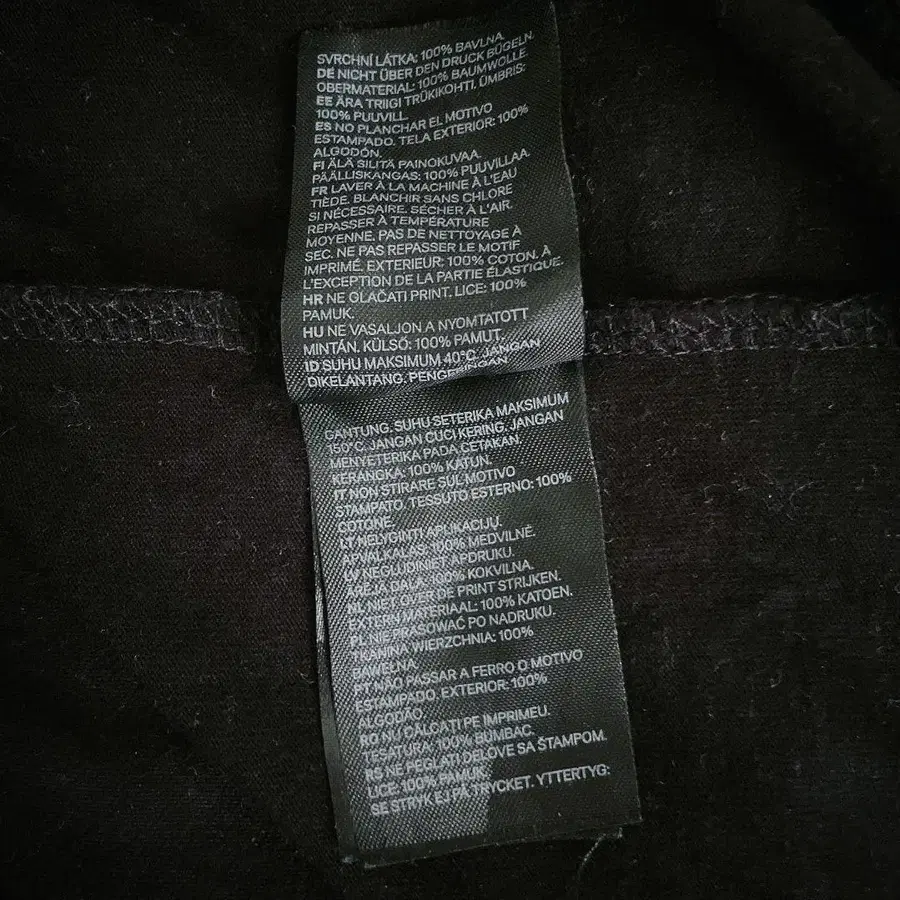 SVRCHNÍ LÁTKA: 100% BAVLNA.
DE NICHT ÜBER DEN DRUCK BÜGELN.
OBERMATERIAL: 100% BAUMWOLLE
EE ÄRA TRIIGI TRÜKIKOHTI. ÜMBRIS:
100% PUUVILL
ES NO PLANCHAR EL MOTIVO
ESTAMPADO. TELA EXTERIOR: 100%
ALGODÓN.
FI ÄLÄ SILITÄ PAINOKUVAA.
PÄÄLLISKANGAS: 100% PUUVILLAA.
FR LAVER À LA MACHINE À L'EAU
TIÈDE. BLANCHIR SANS CHLORE
SI NÉCESSAIRE. SÉCHER À L'AIR.
REPASSER À TEMPÉRATURE
MOYENNE. PAS DE NETTOYAGE À
SEC. NE PAS REPASSER LE MOTIF
IMPRIMÉ. EXTERIEUR: 100% COTON. À
L'EXCEPTION DE LA PARTIE ÉLASTIQUE.
HR NE GLAČATI PRINT. LICE: 100%
PAMUK.
HU NE VASALJON A NYOMTATOTT
MINTÁN. KÜLSŐ: 100% PAMUT.
ID SUHU MAKSIMUM 40°C. JANGAN
DIKELANTANG. PENGERINGAN
GANTUNG. SUHU SETERIKA MAKSIMUM
150°C. JANGAN CUCI KERING. JANGAN
MENYETERIKA PADA CETAKAN.
KERANGKA: 100% KATUN.
IT NON STIRARE SUL MOTIVO
STAMPATO. TESSUTO ESTERNO: 100%
COTONE.
LT NELYGINTI APLIKACIJŲ.
APVALKALAS: 100% MEDVILNĖ.
LV NEGLUDINIET APDRUKU.
ĀRĒJĀ DAĻA: 100% KOKVILNA.
NL NIET OVER DE PRINT STRIJKEN.
EXTERN MATERIAAL: 100% KATOEN.
PL NIE PRASOWAĆ PO NADRUKU.
TKANINA WIERZCHNIA: 100%
BAWEŁNA
PT NÃO PASSAR A FERRO O MOTIVO
ESTAMPADO. EXTERIOR: 100%
ALGODÃO.
RO NU CĂLCAȚI PE IMPRIMEU.
ȚESĂTURĂ: 100% BUMBAC.
RS NE PEGLATI DELOVE SA ŠTAMPOM.
LICE: 100% PAMUK.
SE STRYK EJ PÅ TRYCKET. YTTERTYG: